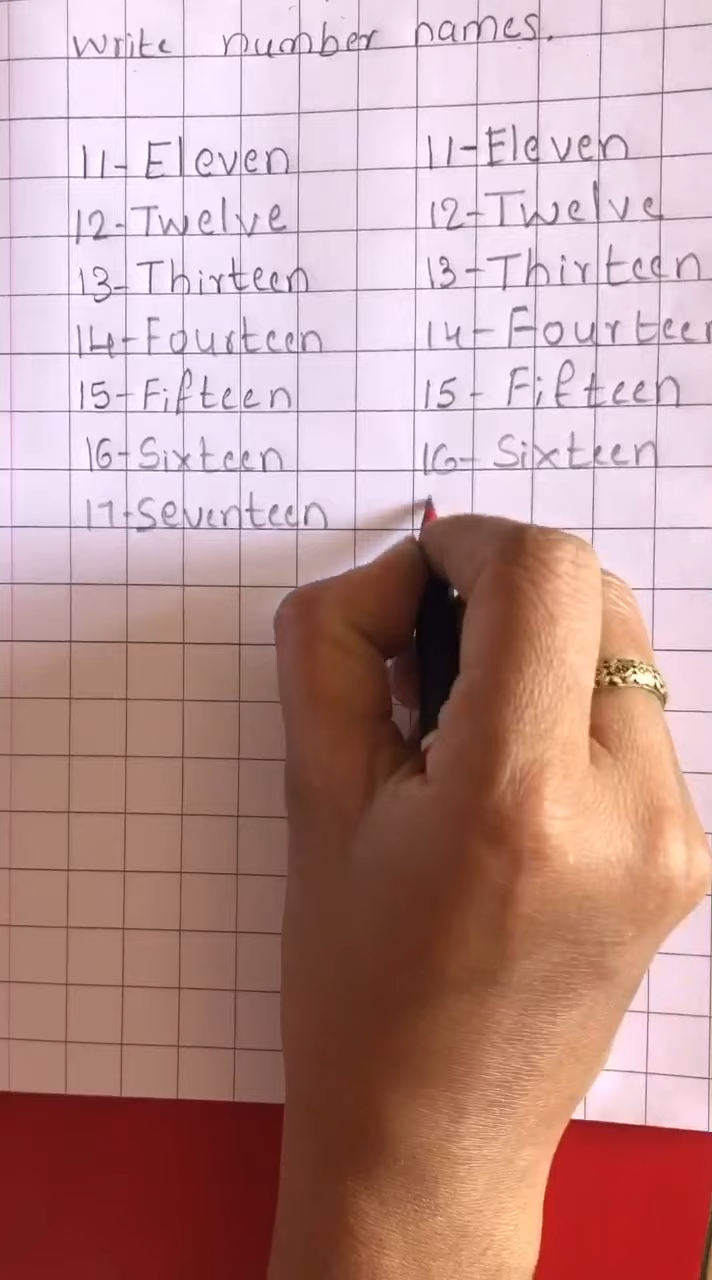 Write number names.
11-Eleven 11-Eleven
12-Twelve 12-Twelve
13-Thirteen 13-Thirteen
14-Fourteen 14-Fourteen
15-Fifteen 15-Fifteen
16-Sixteen 16-Sixteen
17-Seventeen